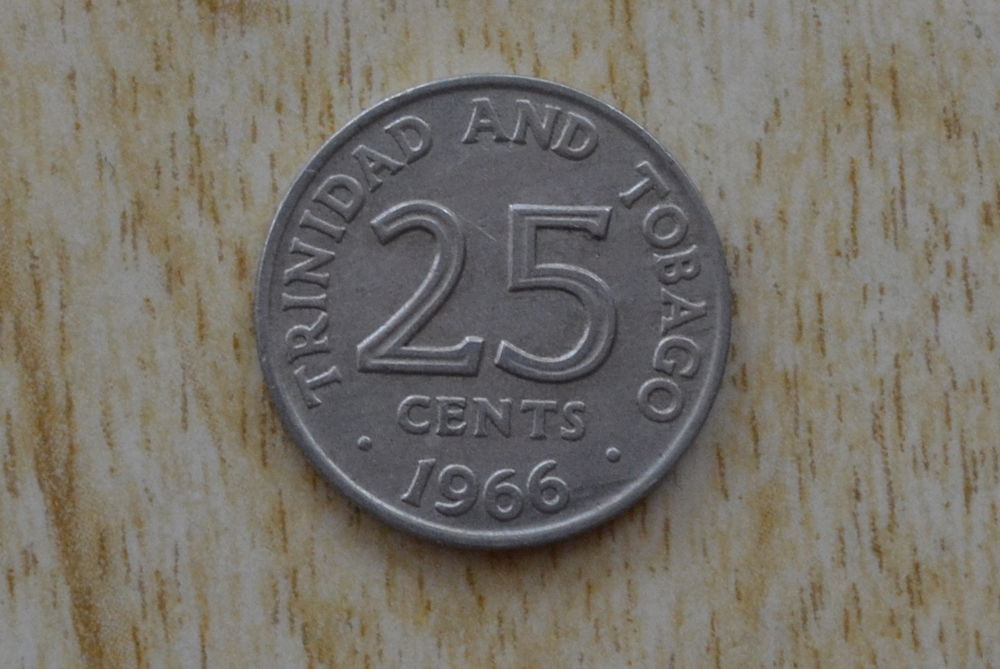 TRINIDAD AND TOBAGO
25
CENTS
1966